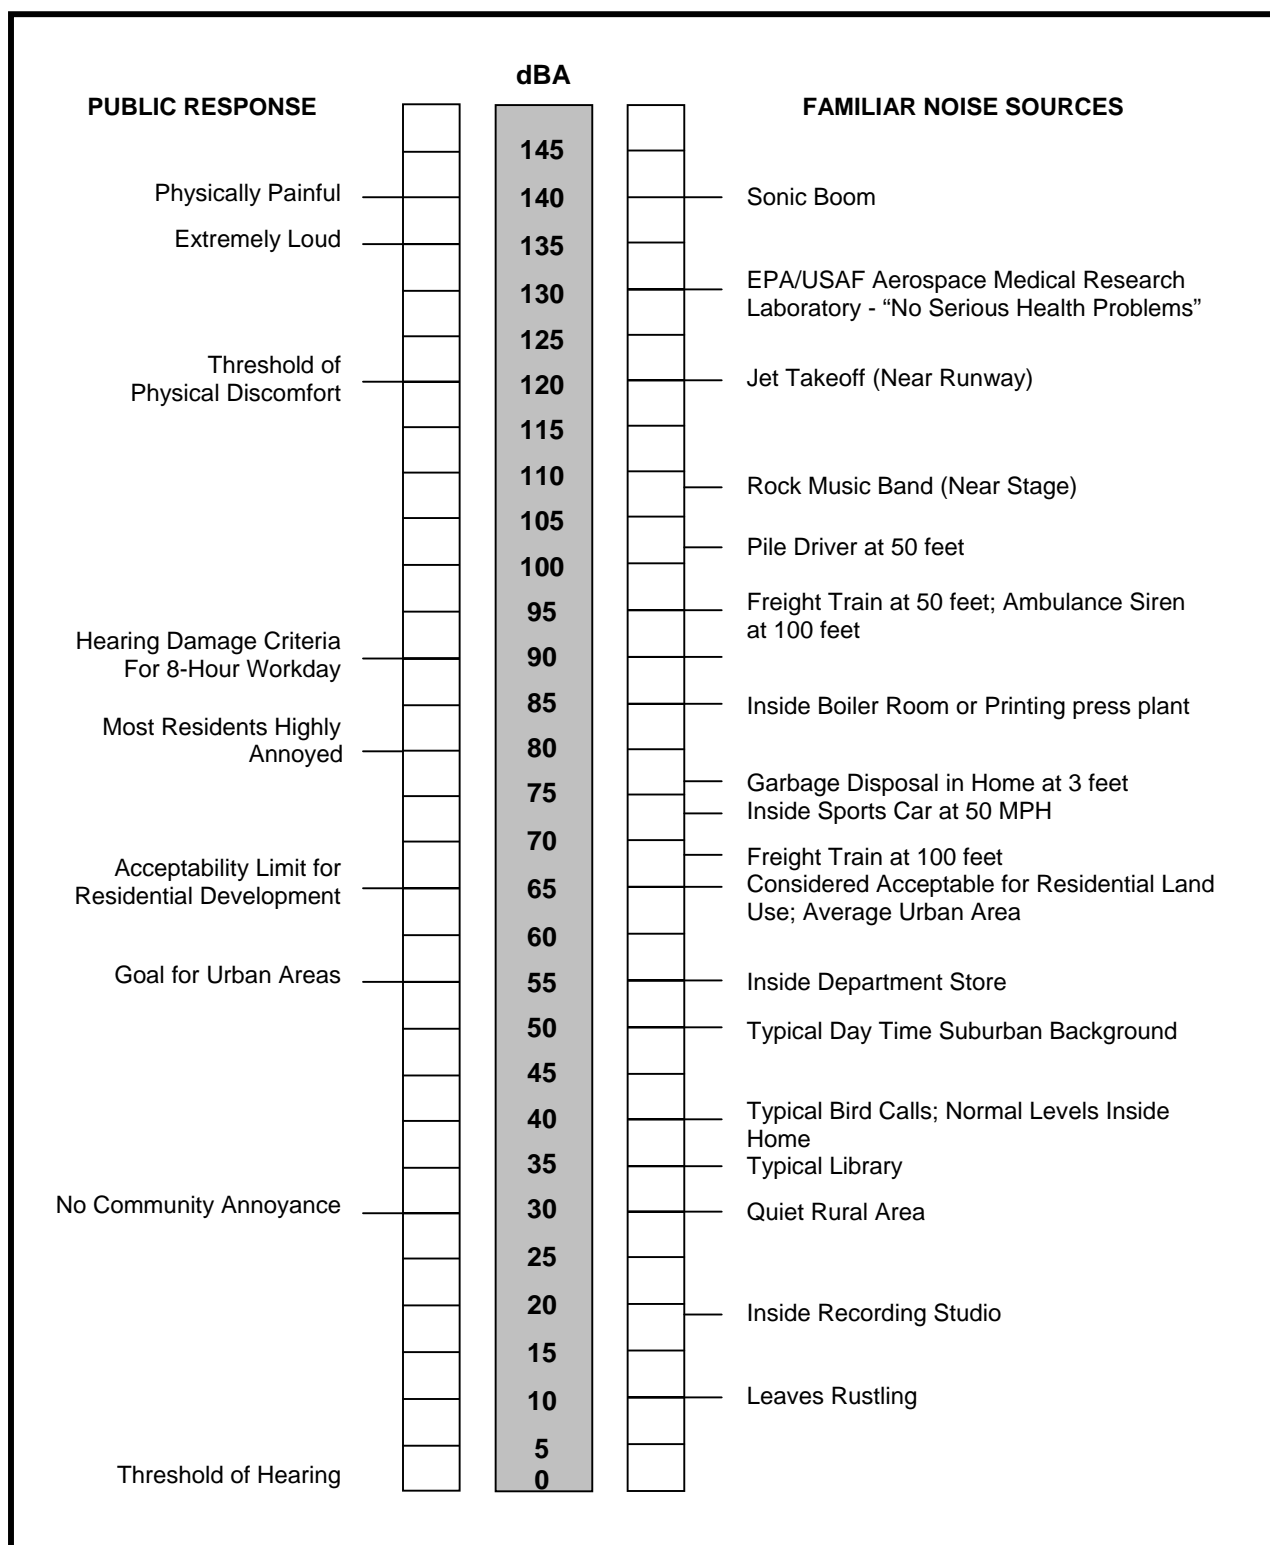 dBA
PUBLIC RESPONSE
FAMILIAR NOISE SOURCES
145
Physically Painful
140
Sonic Boom
Extremely Loud
135
EPA/USAF Aerospace Medical Research
Laboratory - “No Serious Health Problems”
130
125
Threshold of
Physical Discomfort
120
Jet Takeoff (Near Runway)
115
110
Rock Music Band (Near Stage)
105
Pile Driver at 50 feet
100
95
Freight Train at 50 feet; Ambulance Siren
at 100 feet
Hearing Damage Criteria
For 8-Hour Workday
90
85
Inside Boiler Room or Printing press plant
Most Residents Highly
Annoyed
80
Garbage Disposal in Home at 3 feet
75
Inside Sports Car at 50 MPH
70
Freight Train at 100 feet
Acceptability Limit for
Residential Development
65
Considered Acceptable for Residential Land
Use; Average Urban Area
60
Goal for Urban Areas
55
Inside Department Store
50
Typical Day Time Suburban Background
45
40
Typical Bird Calls; Normal Levels Inside
Home
35
Typical Library
No Community Annoyance
30
Quiet Rural Area
25
20
Inside Recording Studio
15
10
Leaves Rustling
5
Threshold of Hearing
0